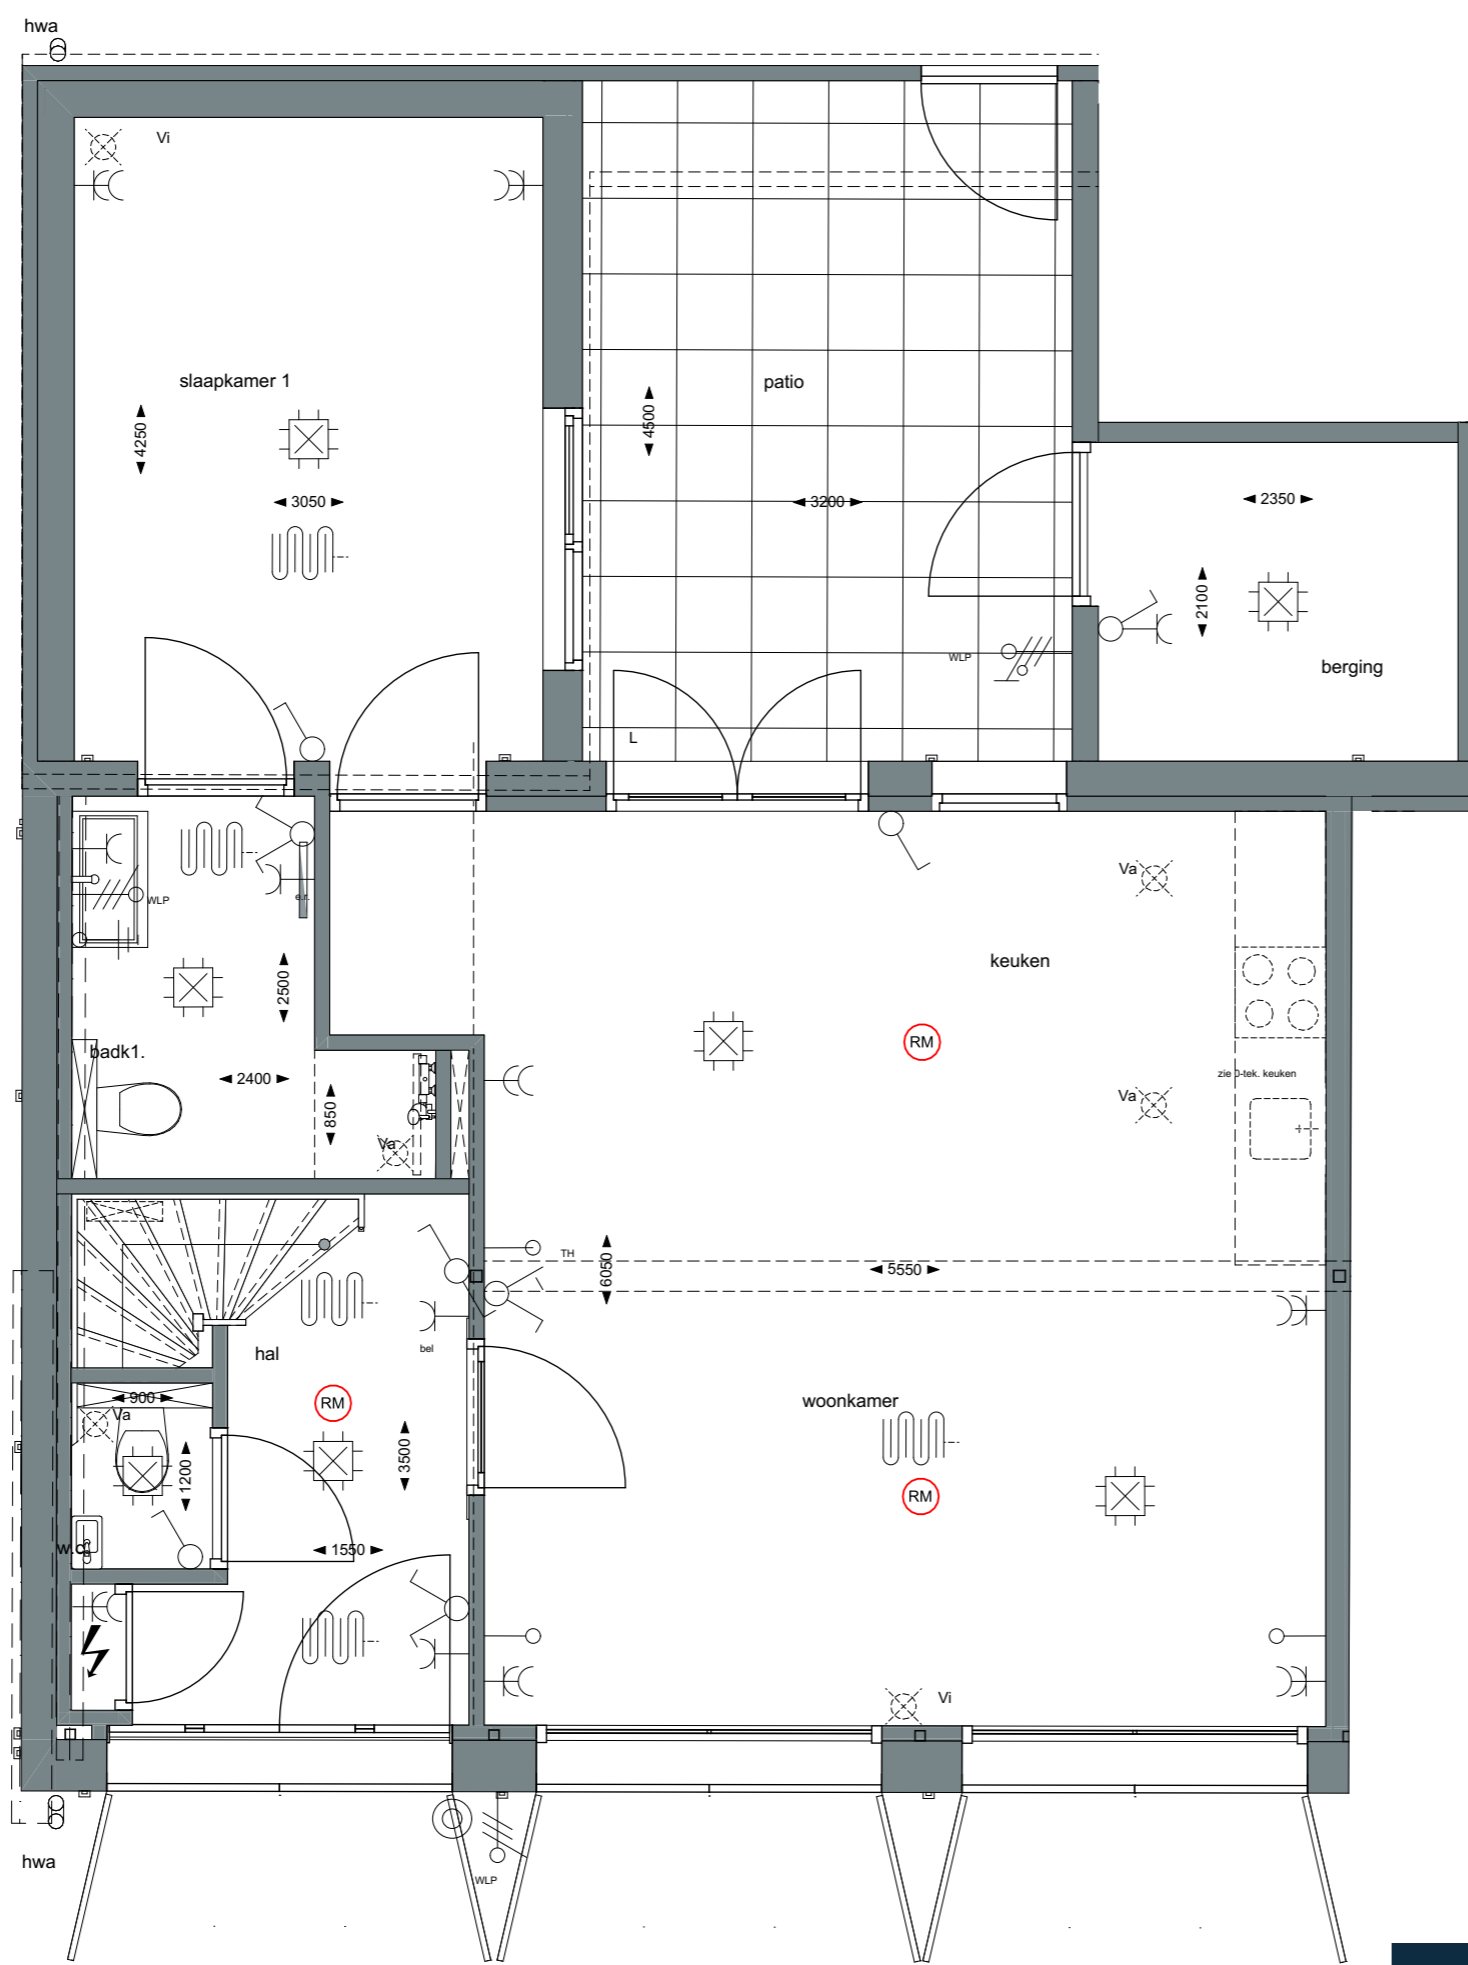 hwa
Vi
slaapkamer 1
patio
4250
4500
3050
3200
2350
2100
WLP
berging
L
Va
WLP
e.r.
keuken
2500
RM
badk1.
zie 0-tek. keuken
2400
850
Va
Va
TH
6050
5550
bel
hal
900
RM
Va
woonkamer
3500
1200
RM
w.c.
1550
Vi
hwa
WLP